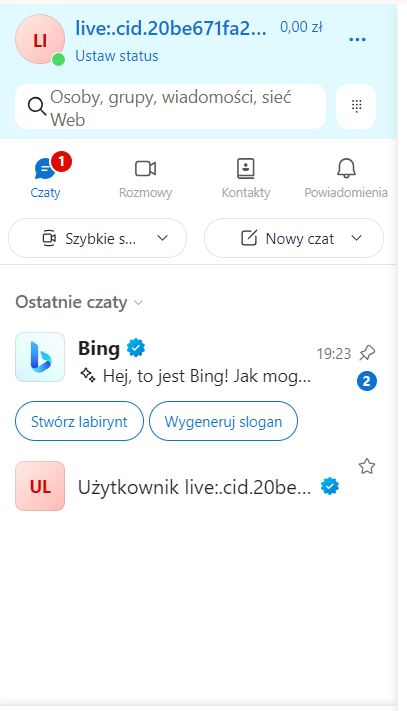 LI
live:.cid.20be671fa2...
0,00 zł
Ustaw status
Osoby, grupy, wiadomości, sieć
Web
1
Czaty
Rozmowy
Kontakty
Powiadomienia
Szybkie s...
Nowy czat
Ostatnie czaty
Bing
19:23
Hej, to jest Bing! Jak mog...
2
Stwórz labirynt
Wygeneruj slogan
UL
Użytkownik live:.cid.20be...